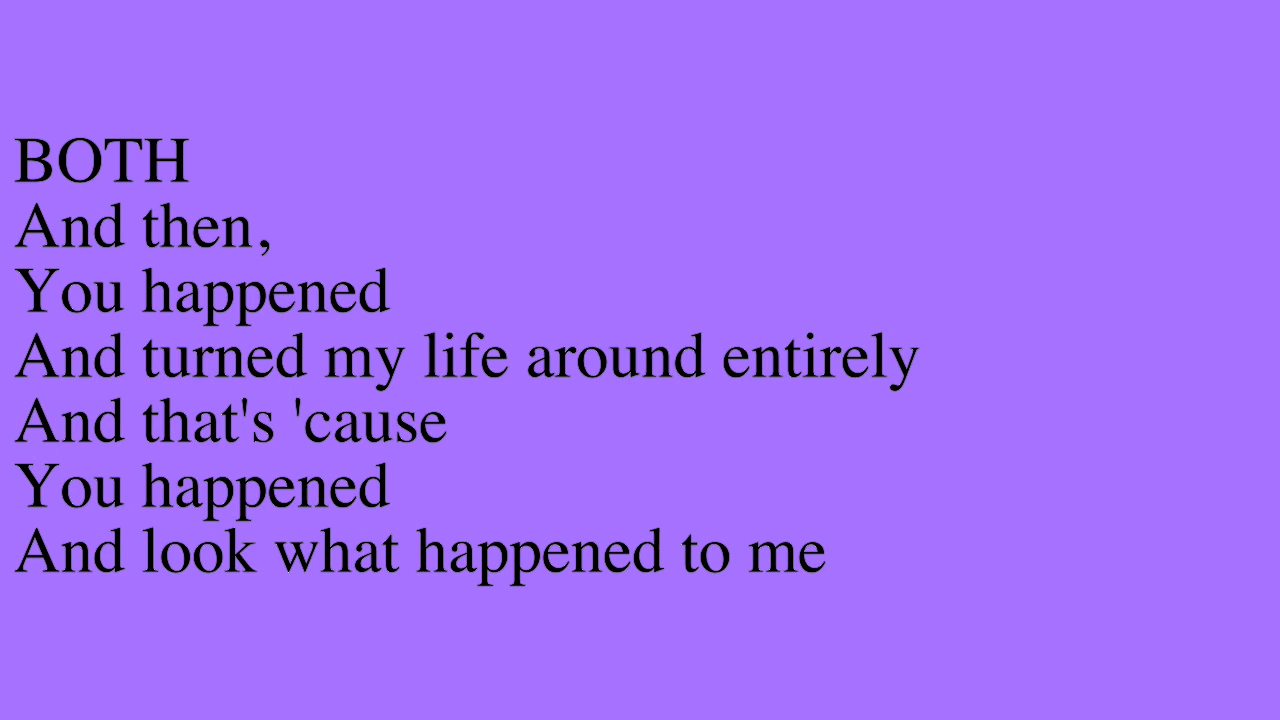 BOTH
And then,
You happened
And turned my life around entirely
And that's 'cause
You happened
And look what happened to me